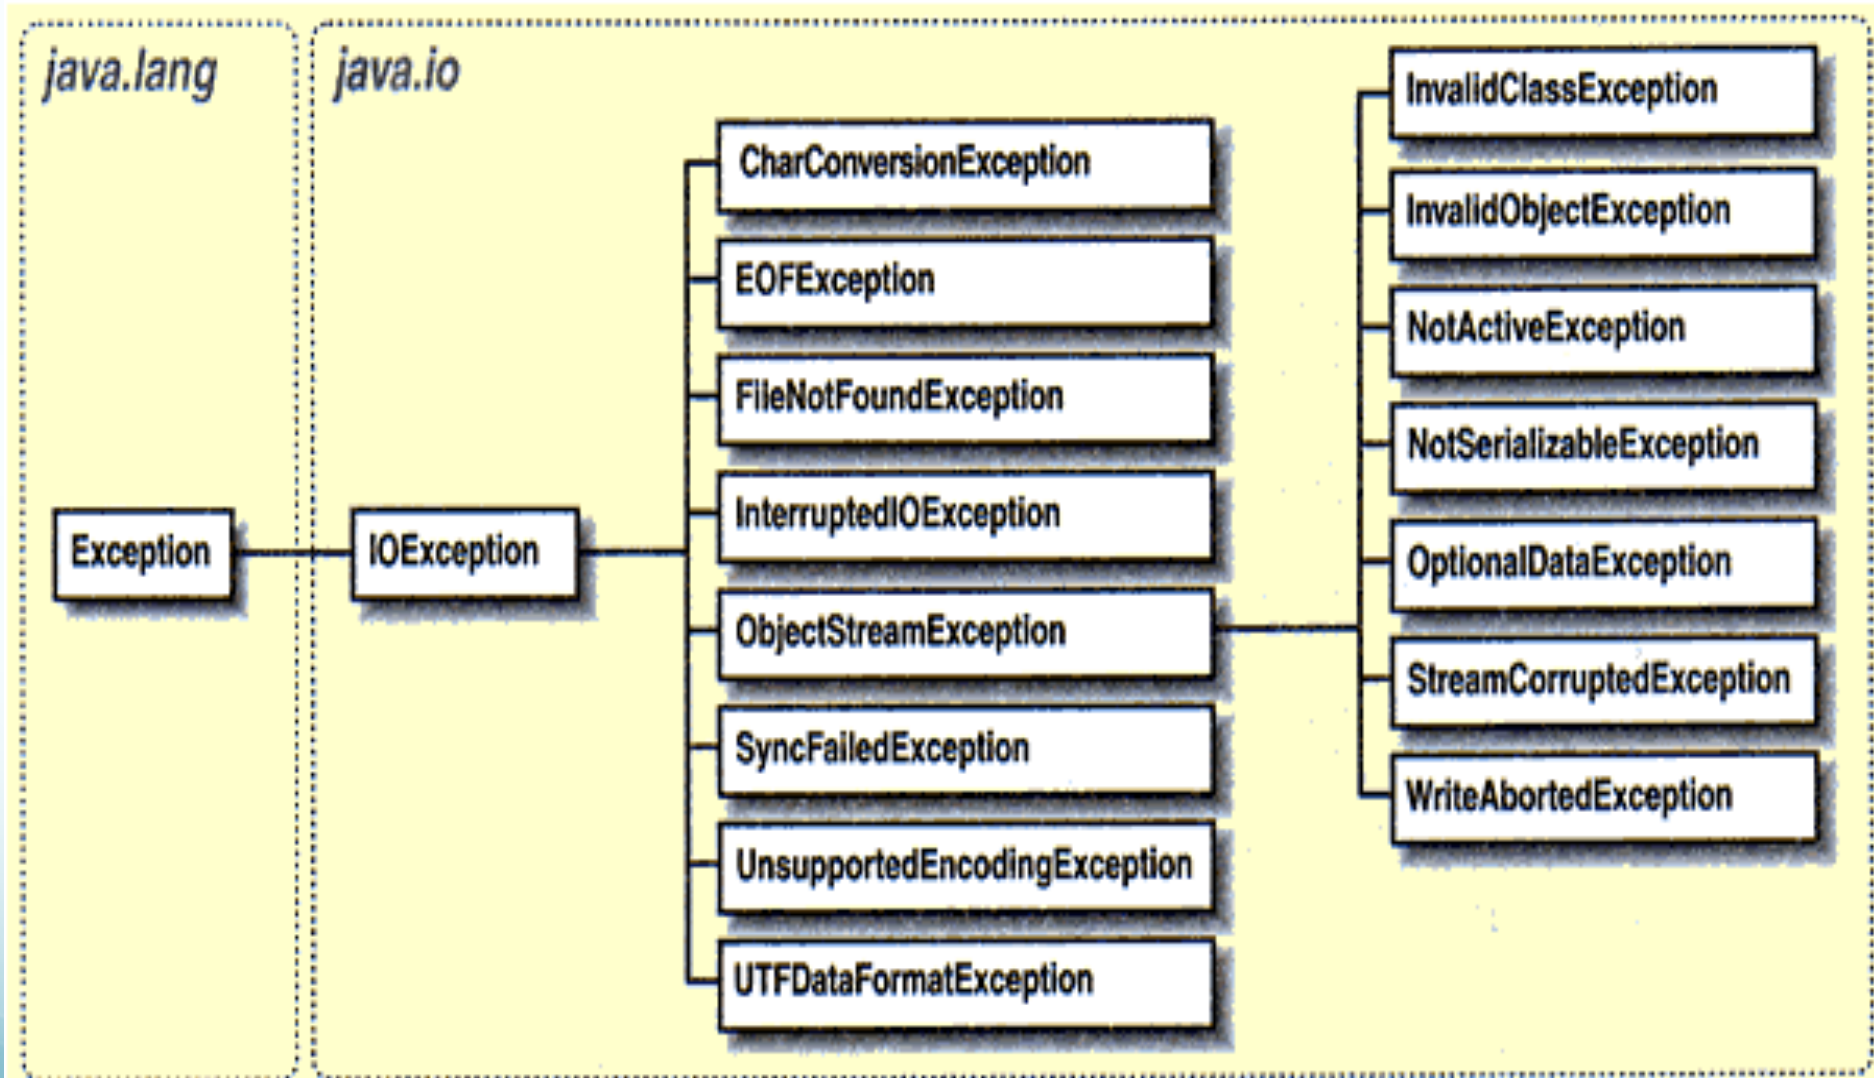 java.lang
java.io
Exception
IOException
CharConversionException
EOFException
FileNotFoundException
InterruptedIOException
ObjectStreamException
SyncFailedException
UnsupportedEncodingException
UTFDataFormatException
InvalidClassException
InvalidObjectException
NotActiveException
NotSerializableException
OptionalDataException
StreamCorruptedException
WriteAbortedException